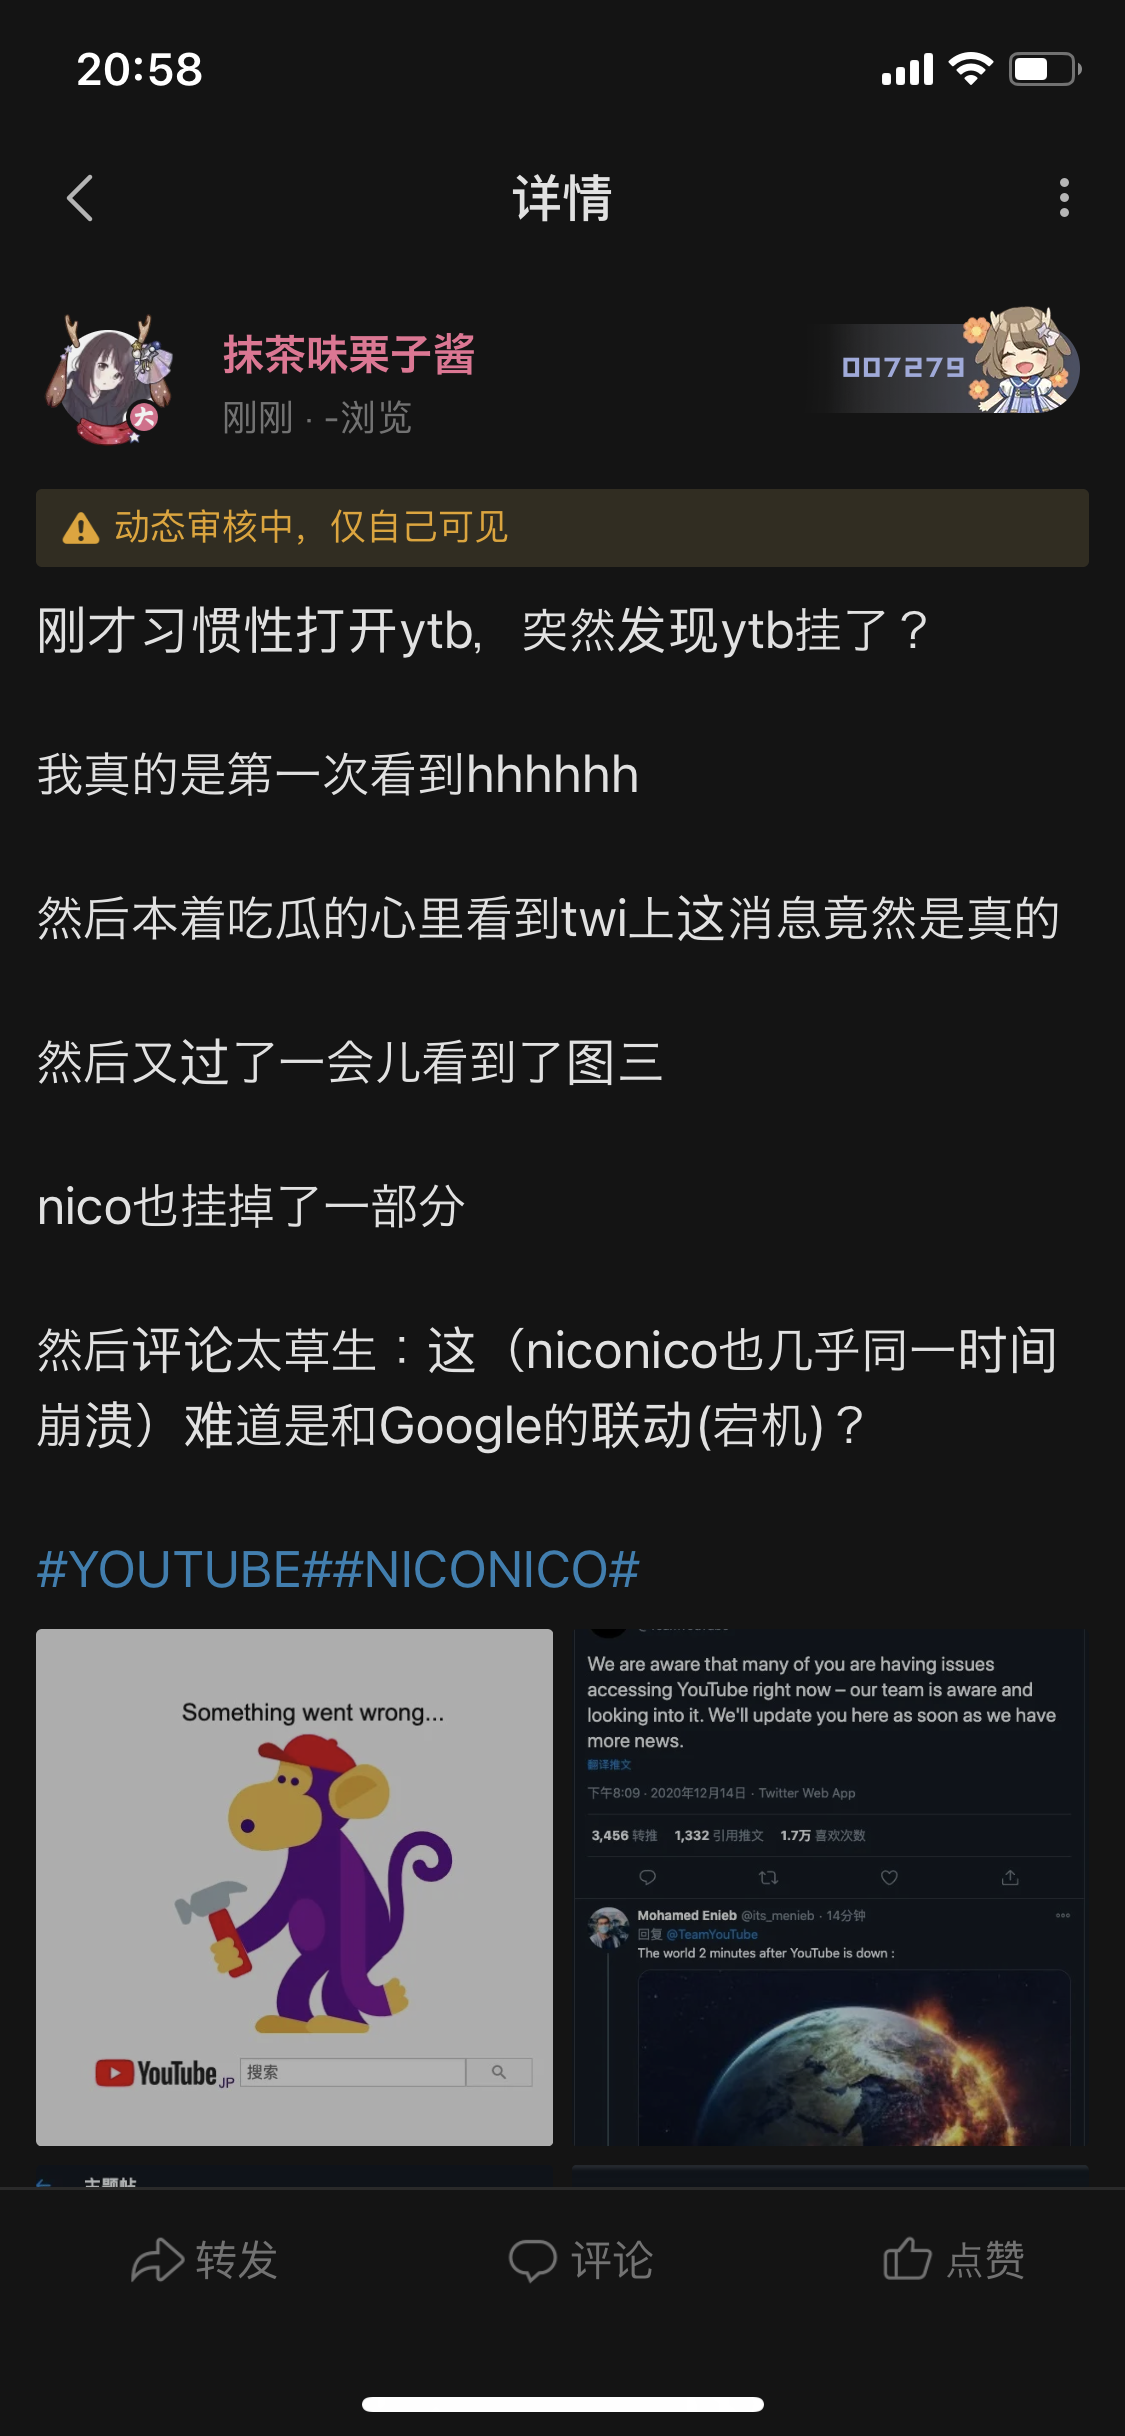 20:58
详情
抹茶味栗子酱
刚刚 · -浏览
007279
大
动态审核中，仅自己可见
刚才习惯性打开ytb，突然发现ytb挂了？
我真的是第一次看到hhhhhh
然后本着吃瓜的心里看到twi上这消息竟然是真的
然后又过了一会儿看到了图三
nico也挂掉了一部分
然后评论太草生：这（niconico也几乎同一时间
崩溃）难道是和Google的联动(宕机)？
#YOUTUBE##NICONICO#
Something went wrong...
YouTube JP
搜索
We are aware that many of you are having issues
accessing YouTube right now – our team is aware and
looking into it. We'll update you here as soon as we have
more news.
翻译推文
下午8:09 · 2020年12月14日 · Twitter Web App
3,456 转推 1,332 引用推文 1.7万 喜欢次数
Mohamed Enieb @its_menieb · 14分钟
回复 @TeamYouTube
The world 2 minutes after YouTube is down :
主题帖
转发
评论
点赞